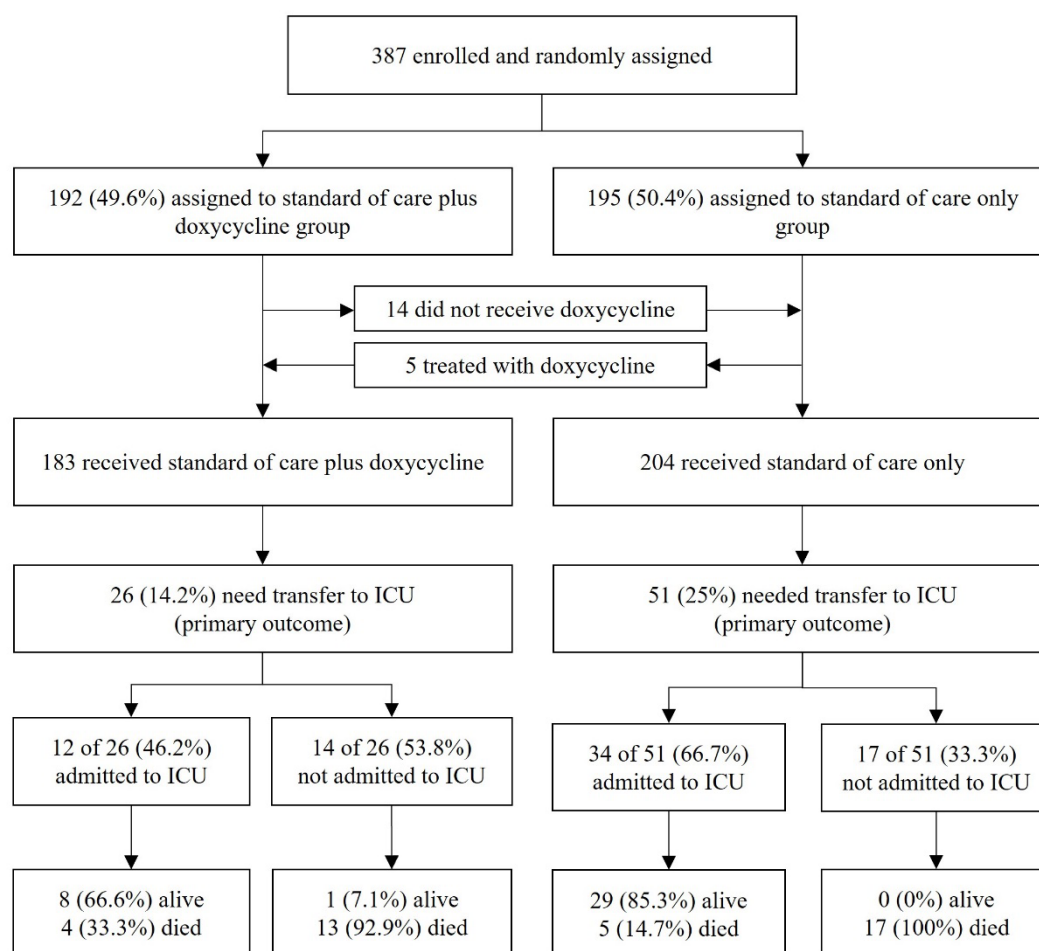 387 enrolled and randomly assigned
192 (49.6%) assigned to standard of care plus
doxycycline group
195 (50.4%) assigned to standard of care only
group
14 did not receive doxycycline
5 treated with doxycycline
183 received standard of care plus doxycycline
204 received standard of care only
26 (14.2%) need transfer to ICU
(primary outcome)
51 (25%) needed transfer to ICU
(primary outcome)
12 of 26 (46.2%)
admitted to ICU
14 of 26 (53.8%)
not admitted to ICU
34 of 51 (66.7%)
admitted to ICU
17 of 51 (33.3%)
not admitted to ICU
8 (66.6%) alive
4 (33.3%) died
1 (7.1%) alive
13 (92.9%) died
29 (85.3%) alive
5 (14.7%) died
0 (0%) alive
17 (100%) died